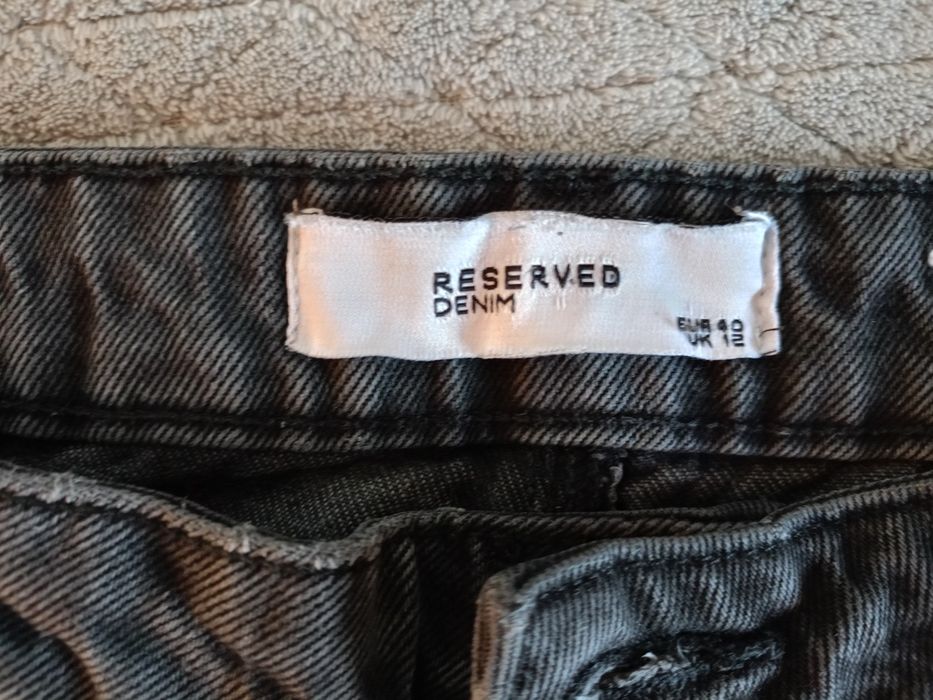 RESERVED
DENIM
EUR 40
UK 12